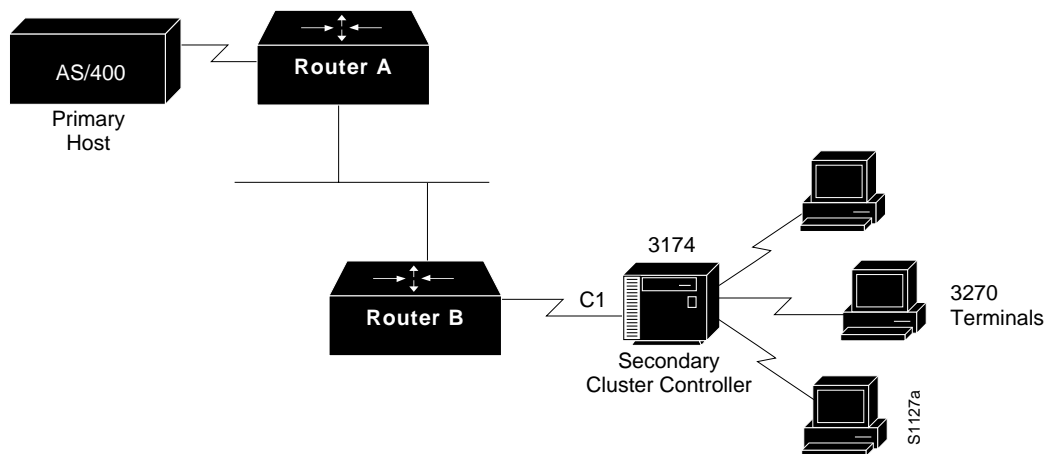 AS/400
Primary
Host
Router A
Router B
C1
3174
Secondary
Cluster Controller
3270
Terminals
S1127a